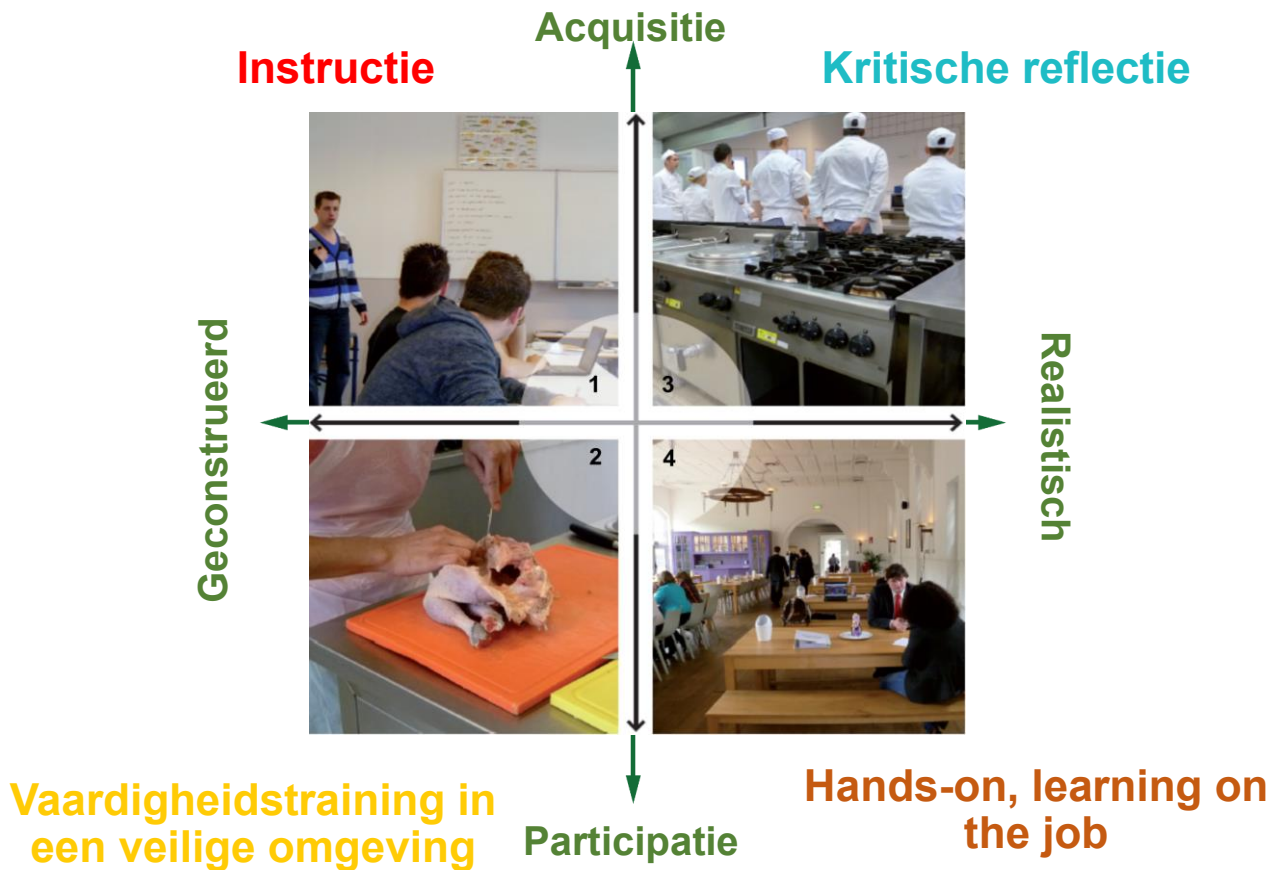 Acquisitie
Instructie
Kritische reflectie
Geconstrueerd
Realistisch
1
3
2
4
Vaardigheidstraining in
een veilige omgeving
Participatie
Hands-on, learning on
the job